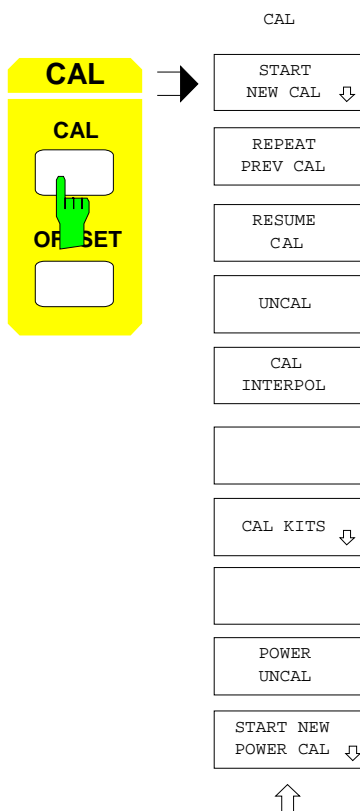 CAL
CAL
CAL
OFFSET
START
NEW CAL
REPEAT
PREV CAL
RESUME
CAL
UNCAL
CAL
INTERPOL
CAL KITS
POWER
UNCAL
START NEW
POWER CAL